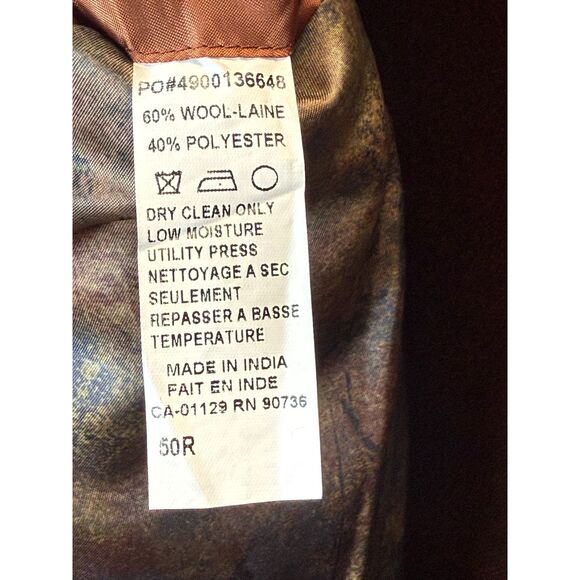 PO#4900136648
60% WOOL-LAINE
40% POLYESTER
DRY CLEAN ONLY
LOW MOISTURE
UTILITY PRESS
NETTOYAGE A SEC
SEULEMENT
REPASSER A BASSE
TEMPERATURE
MADE IN INDIA
FAIT EN INDE
CA-01129 RN 90736
50R